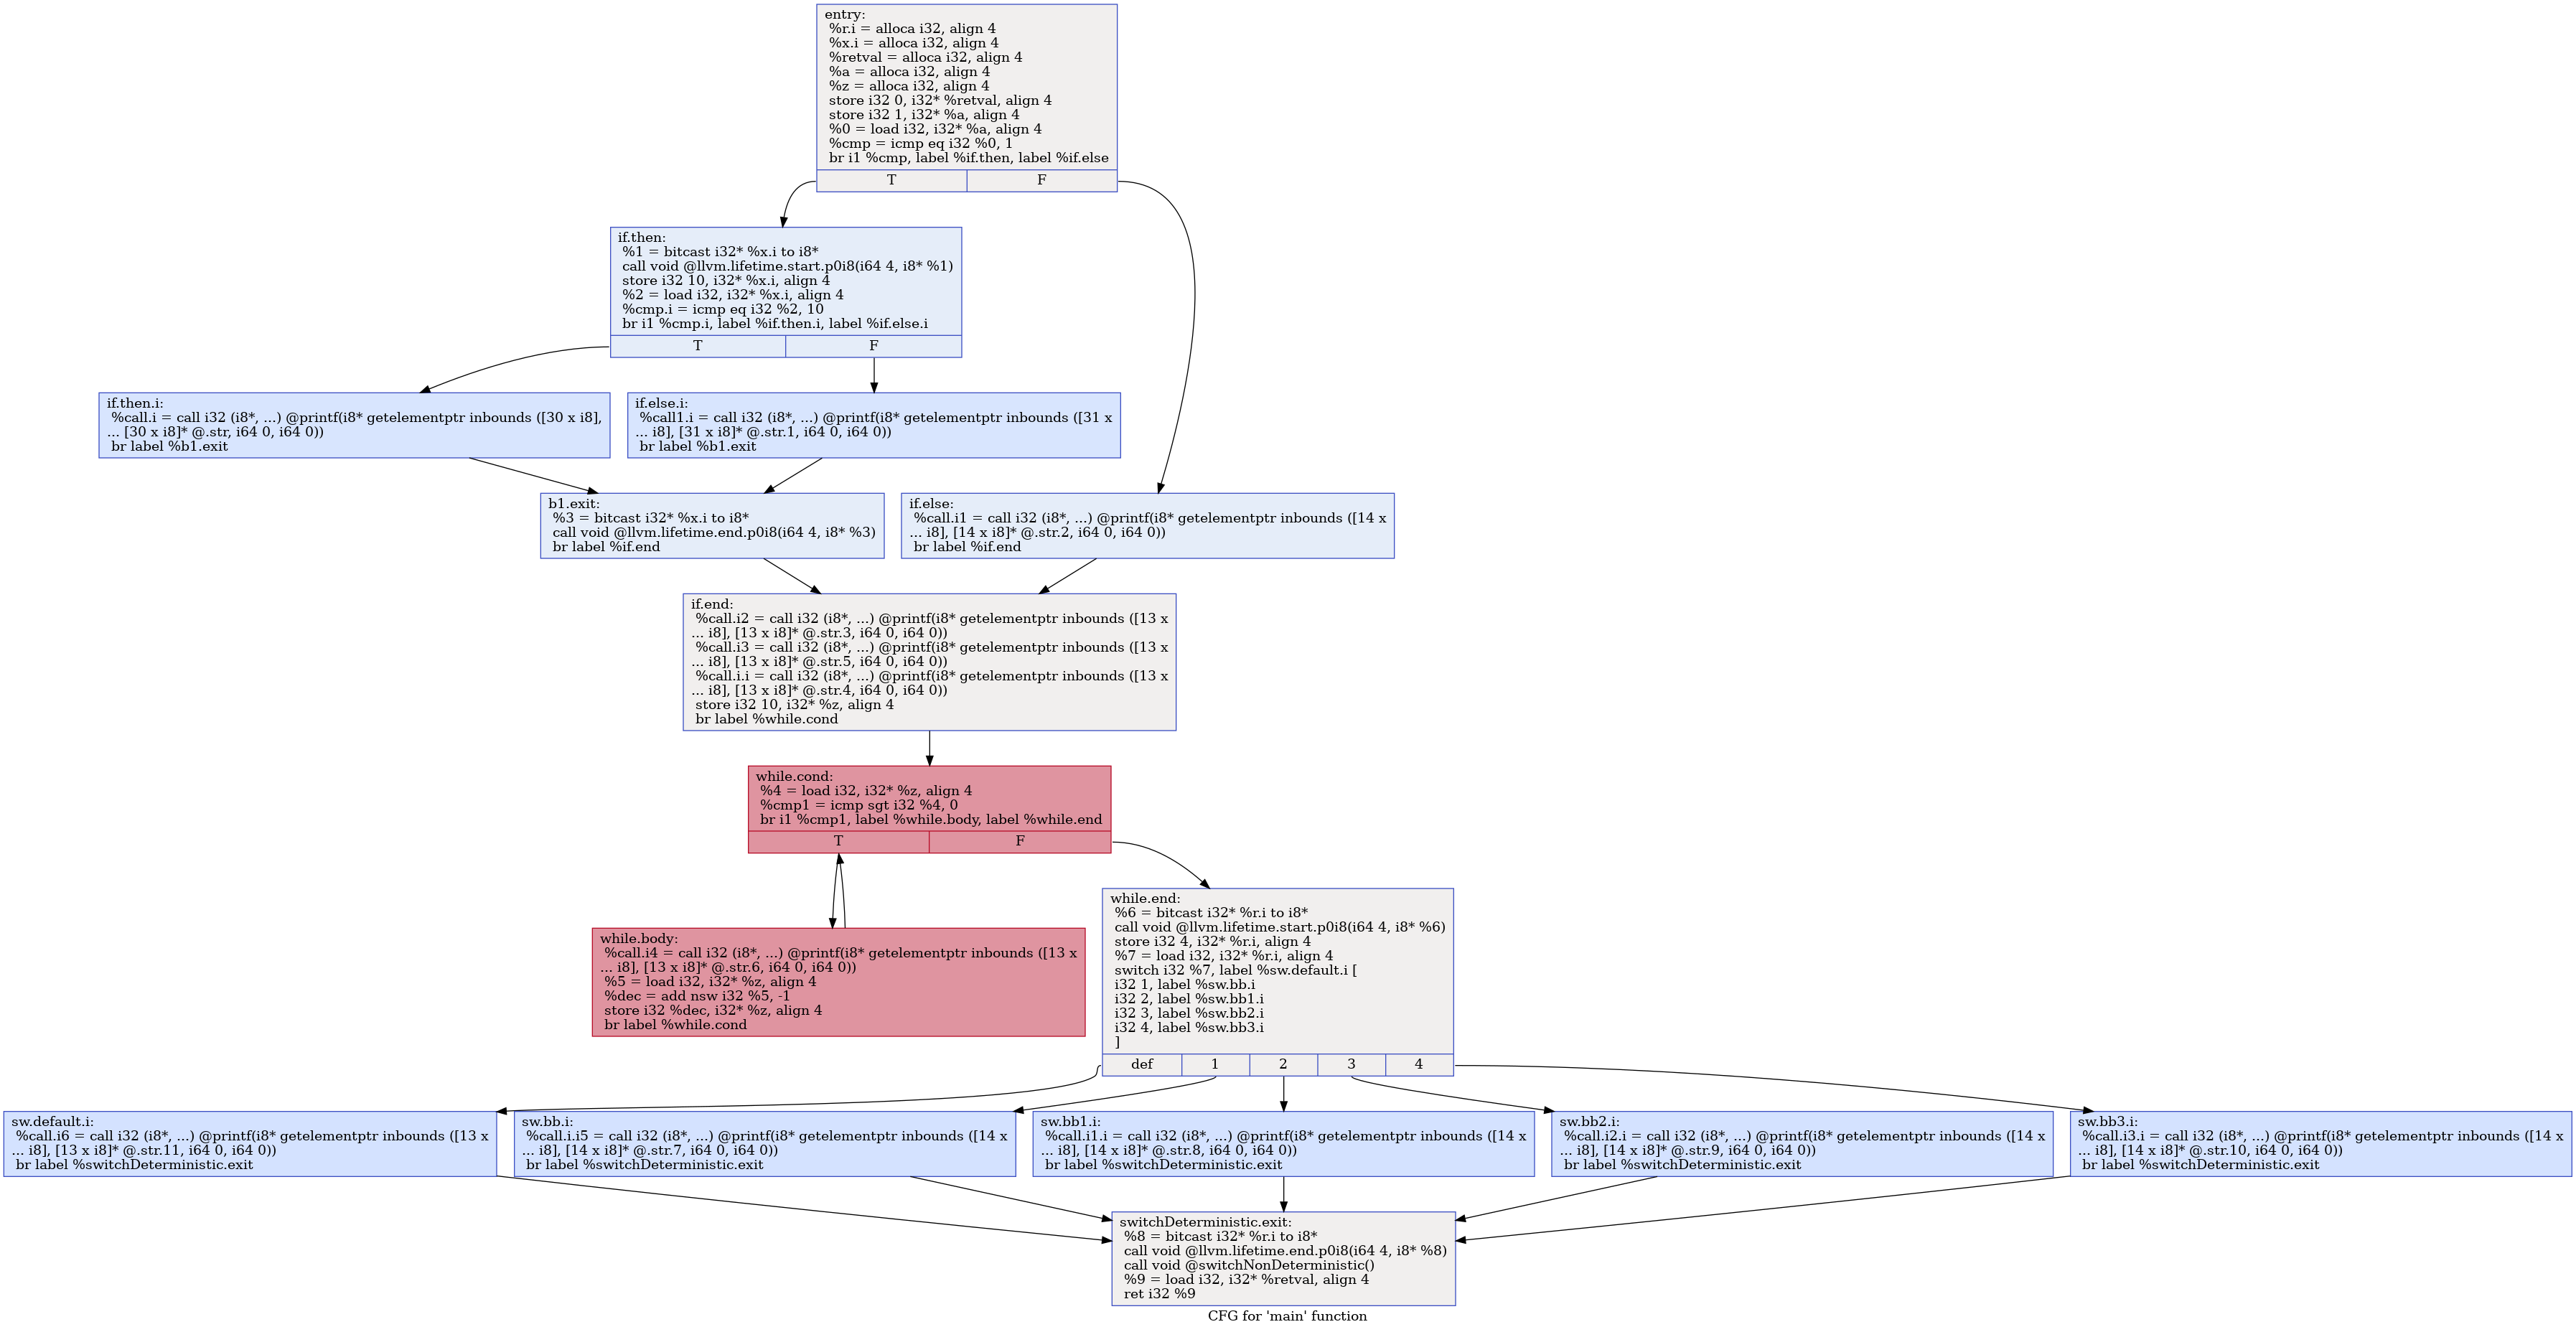 entry:
%r.i = alloca i32, align 4
%x.i = alloca i32, align 4
%retval = alloca i32, align 4
%a = alloca i32, align 4
%z = alloca i32, align 4
store i32 0, i32* %retval, align 4
store i32 1, i32* %a, align 4
%0 = load i32, i32* %a, align 4
%cmp = icmp eq i32 %0, 1
br i1 %cmp, label %if.then, label %if.else
T
F
if.then:
%1 = bitcast i32* %x.i to i8*
call void @llvm.lifetime.start.p0i8(i64 4, i8* %1)
store i32 10, i32* %x.i, align 4
%2 = load i32, i32* %x.i, align 4
%cmp.i = icmp eq i32 %2, 10
br i1 %cmp.i, label %if.then.i, label %if.else.i
T
F
if.then.i:
%call.i = call i32 (i8*, ...) @printf(i8* getelementptr inbounds ([30 x i8],
... [30 x i8]* @.str, i64 0, i64 0))
br label %b1.exit
if.else.i:
%call1.i = call i32 (i8*, ...) @printf(i8* getelementptr inbounds ([31 x
... i8], [31 x i8]* @.str.1, i64 0, i64 0))
br label %b1.exit
b1.exit:
%3 = bitcast i32* %x.i to i8*
call void @llvm.lifetime.end.p0i8(i64 4, i8* %3)
br label %if.end
if.else:
%call.i1 = call i32 (i8*, ...) @printf(i8* getelementptr inbounds ([14 x
... i8], [14 x i8]* @.str.2, i64 0, i64 0))
br label %if.end
if.end:
%call.i2 = call i32 (i8*, ...) @printf(i8* getelementptr inbounds ([13 x
... i8], [13 x i8]* @.str.3, i64 0, i64 0))
%call.i3 = call i32 (i8*, ...) @printf(i8* getelementptr inbounds ([13 x
... i8], [13 x i8]* @.str.5, i64 0, i64 0))
%call.i.i = call i32 (i8*, ...) @printf(i8* getelementptr inbounds ([13 x
... i8], [13 x i8]* @.str.4, i64 0, i64 0))
store i32 10, i32* %z, align 4
br label %while.cond
while.cond:
%4 = load i32, i32* %z, align 4
%cmp1 = icmp sgt i32 %4, 0
br i1 %cmp1, label %while.body, label %while.end
T
F
while.body:
%call.i4 = call i32 (i8*, ...) @printf(i8* getelementptr inbounds ([13 x
... i8], [13 x i8]* @.str.6, i64 0, i64 0))
%5 = load i32, i32* %z, align 4
%dec = add nsw i32 %5, -1
store i32 %dec, i32* %z, align 4
br label %while.cond
while.end:
%6 = bitcast i32* %r.i to i8*
call void @llvm.lifetime.start.p0i8(i64 4, i8* %6)
store i32 4, i32* %r.i, align 4
%7 = load i32, i32* %r.i, align 4
switch i32 %7, label %sw.default.i [
i32 1, label %sw.bb.i
i32 2, label %sw.bb1.i
i32 3, label %sw.bb2.i
i32 4, label %sw.bb3.i
]
def
1
2
3
4
sw.default.i:
%call.i6 = call i32 (i8*, ...) @printf(i8* getelementptr inbounds ([13 x
... i8], [13 x i8]* @.str.11, i64 0, i64 0))
br label %switchDeterministic.exit
sw.bb.i:
%call.i.i5 = call i32 (i8*, ...) @printf(i8* getelementptr inbounds ([14 x
... i8], [14 x i8]* @.str.7, i64 0, i64 0))
br label %switchDeterministic.exit
sw.bb1.i:
%call.i1.i = call i32 (i8*, ...) @printf(i8* getelementptr inbounds ([14 x
... i8], [14 x i8]* @.str.8, i64 0, i64 0))
br label %switchDeterministic.exit
sw.bb2.i:
%call.i2.i = call i32 (i8*, ...) @printf(i8* getelementptr inbounds ([14 x
... i8], [14 x i8]* @.str.9, i64 0, i64 0))
br label %switchDeterministic.exit
sw.bb3.i:
%call.i3.i = call i32 (i8*, ...) @printf(i8* getelementptr inbounds ([14 x
... i8], [14 x i8]* @.str.10, i64 0, i64 0))
br label %switchDeterministic.exit
switchDeterministic.exit:
%8 = bitcast i32* %r.i to i8*
call void @llvm.lifetime.end.p0i8(i64 4, i8* %8)
call void @switchNonDeterministic()
%9 = load i32, i32* %retval, align 4
ret i32 %9
CFG for 'main' function